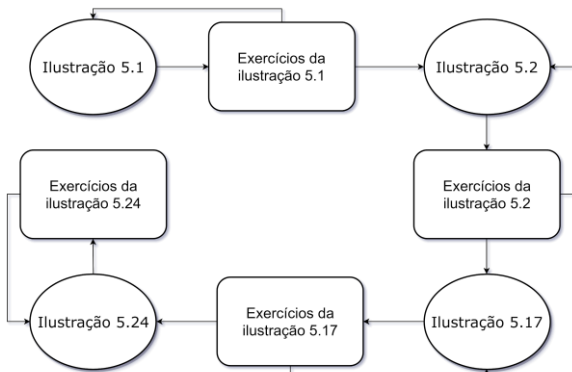 Ilustração 5.1
Exercícios da
ilustração 5.1
Ilustração 5.2
Exercícios da
ilustração 5.24
Exercícios da
ilustração 5.2
Ilustração 5.24
Exercícios da
ilustração 5.17
Ilustração 5.17